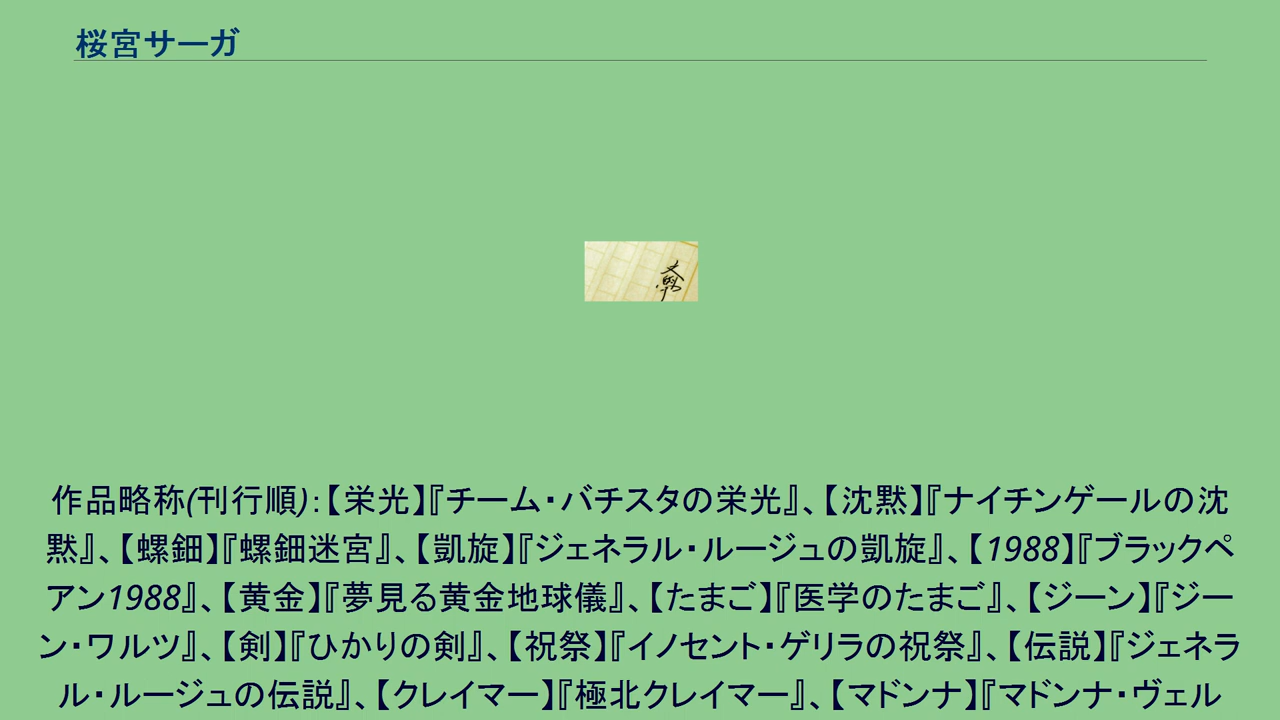 桜宮サーガ
作品略称(刊行順):【栄光】『チーム・バチスタの栄光』、【沈黙】『ナイチンゲールの沈
黙』、【螺鈿】『螺鈿迷宮』、【凱旋】『ジェネラル・ルージュの凱旋』、【1988】『ブラックペ
アン1988』、【黄金】『夢見る黄金地球儀』、【たまご】『医学のたまご』、【ジーン】『ジー
ン・ワルツ』、【剣】『ひかりの剣』、【祝祭】『イノセント・ゲリラの祝祭』、【伝説】『ジェネラ
ル・ルージュの伝説』、【クレイマー】『極北クレイマー』、【マドンナ】『マドンナ・ヴェル